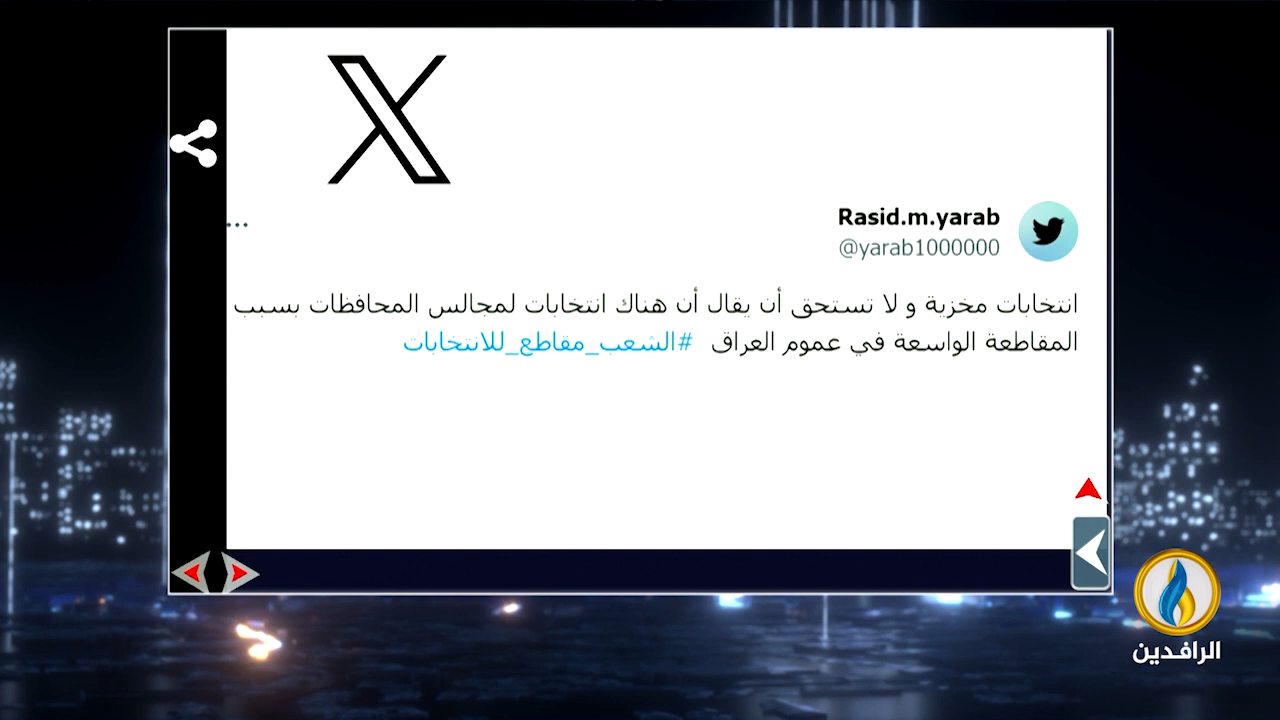 Rasid.m.yarab
@yarab1000000
...
انتخابات مخزية و لا تستحق أن يقال أن هناك انتخابات لمجالس المحافظات بسبب
المقاطعة الواسعة في عموم العراق #الشعب_مقاطع_للانتخابات
الرافدين